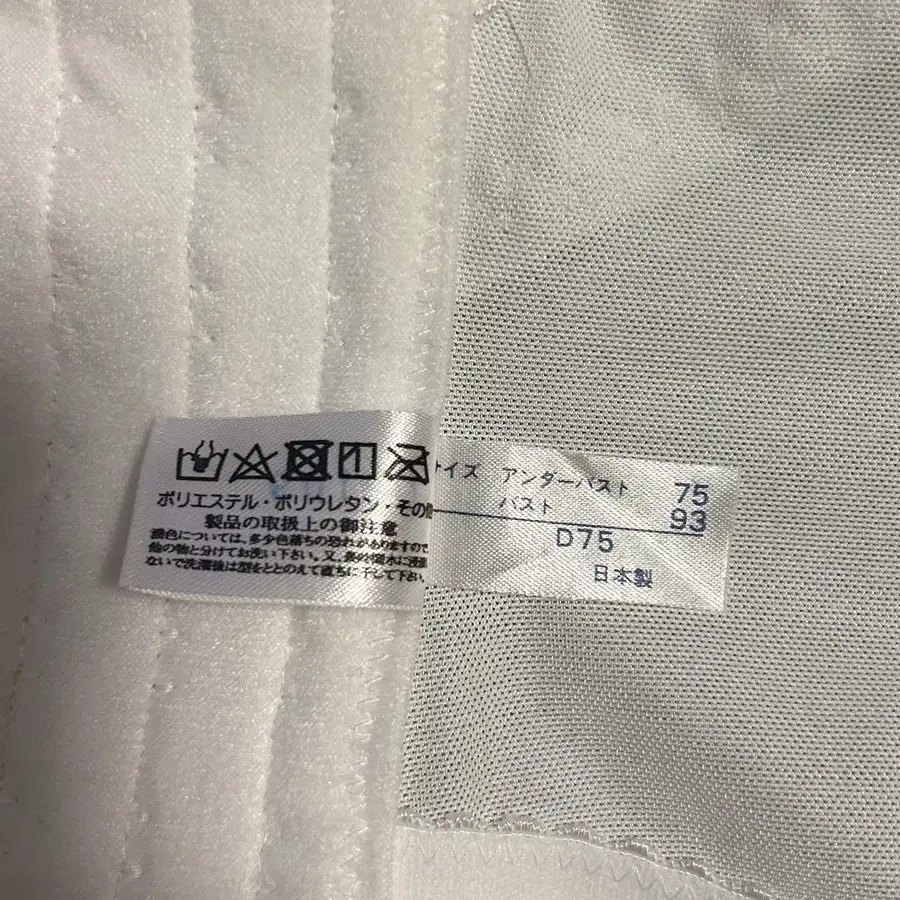 ポリエステル・ポリウレタン・その他
製品の取扱上の御注意
濃色については、多少色落ちの恐れがありますので
他の物と分けてお洗い下さい。又、長時間水に浸
ないで洗濯後は型をととのえて直ちに干して下さい
イズ アンダーバスト 75
バスト 93
D75
日本製